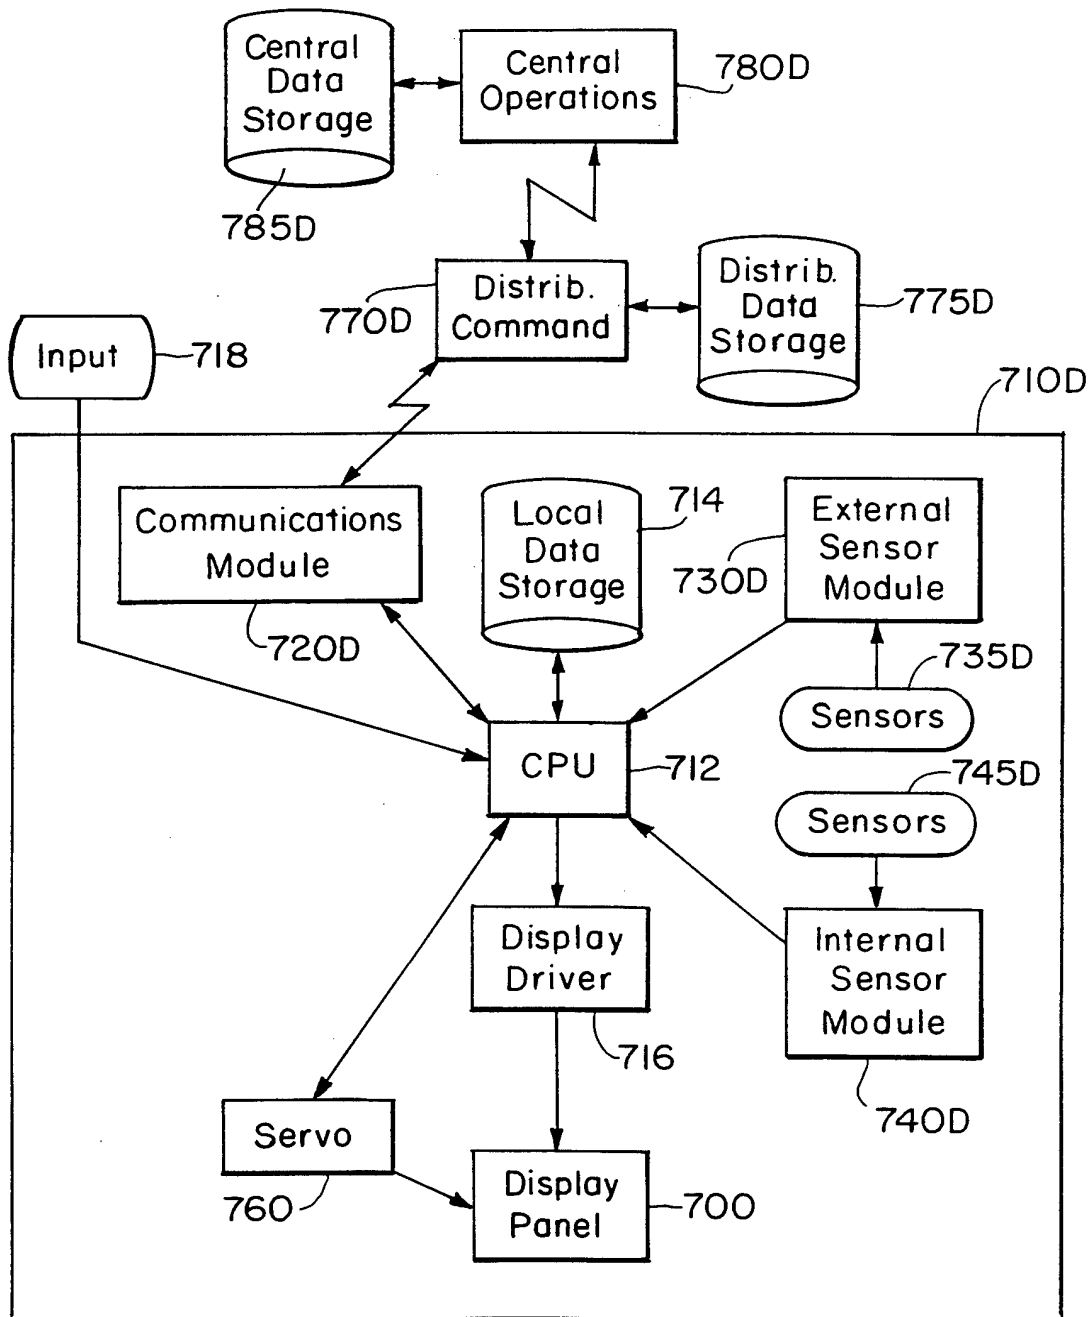 Central
Data
Storage
785D
Central
Operations
780D
Distrib.
Command
770D
Distrib.
Data
Storage
775D
Input
718
710D
Communications
Module
720D
Local
Data
Storage
714
External
Sensor
Module
730D
735D
Sensors
CPU
712
745D
Sensors
Display
Driver
716
Internal
Sensor
Module
740D
Servo
760
Display
Panel
700